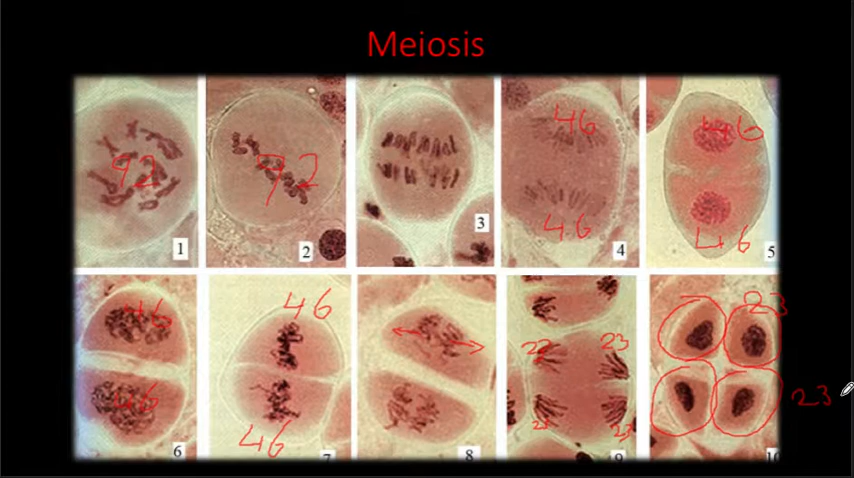 Meiosis
92 92 46 46
1 2 3 4 46 5
46
46 46 23
46 23 23 23
46 23 23
6 7 8 9 10